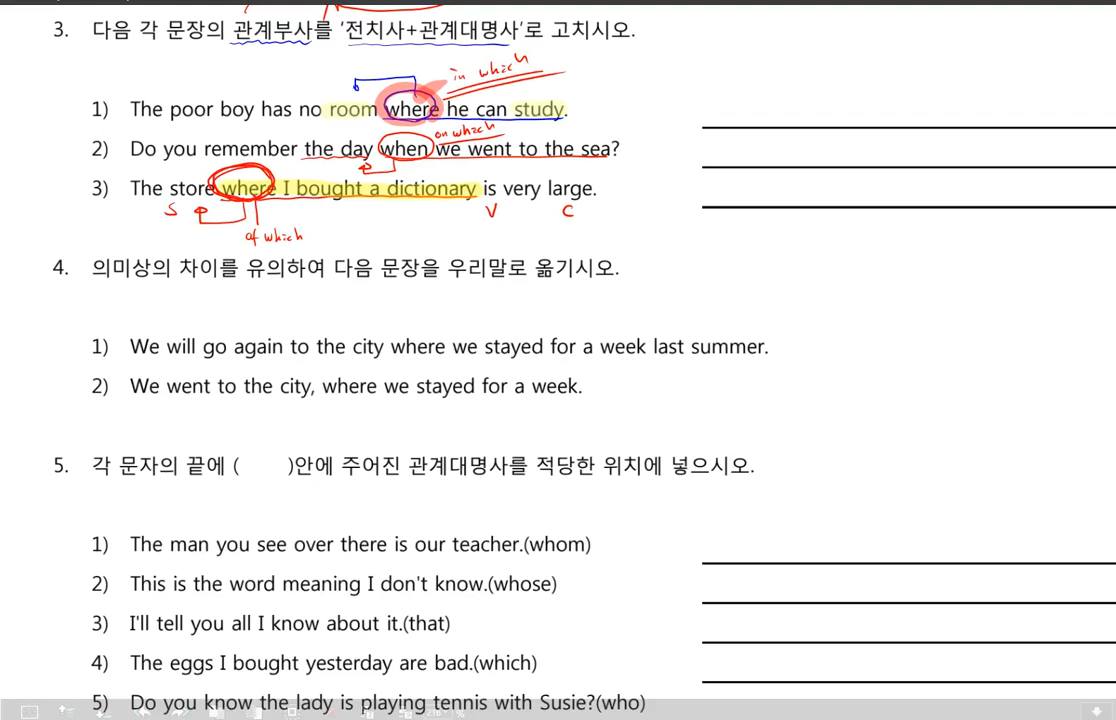 3. 다음 각 문장의 관계부사를 '전치사+관계대명사'로 고치시오.
in which
1) The poor boy has no room where he can study.
on which
2) Do you remember the day when we went to the sea?
3) The store where I bought a dictionary is very large.
S V C
of which
4. 의미상의 차이를 유의하여 다음 문장을 우리말로 옮기시오.
1) We will go again to the city where we stayed for a week last summer.
2) We went to the city, where we stayed for a week.
5. 각 문자의 끝에 ( )안에 주어진 관계대명사를 적당한 위치에 넣으시오.
1) The man you see over there is our teacher.(whom)
2) This is the word meaning I don't know.(whose)
3) I'll tell you all I know about it.(that)
4) The eggs I bought yesterday are bad.(which)
5) Do you know the lady is playing tennis with Susie?(who)